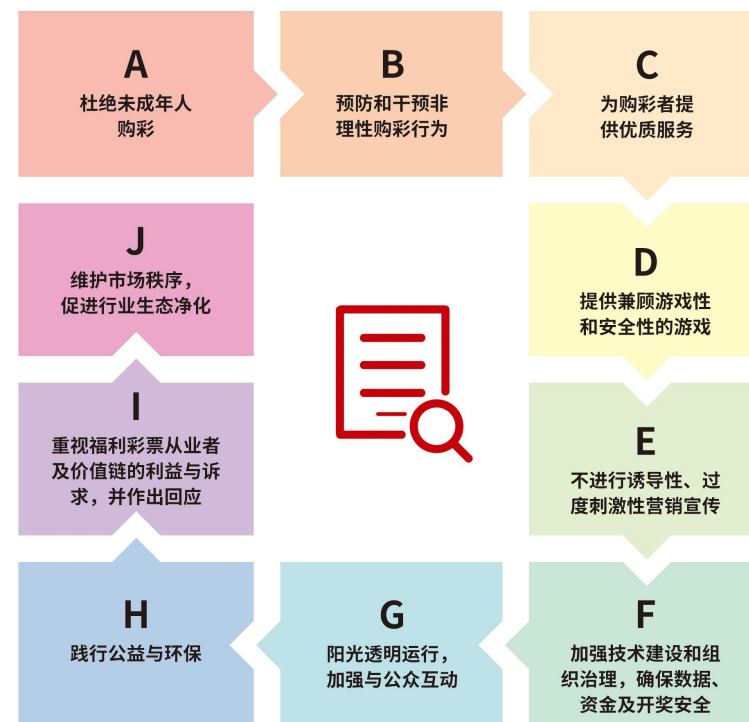 A
杜绝未成年人
购彩
B
预防和干预非
理性购彩行为
C
为购彩者提
供优质服务
D
提供兼顾游戏性
和安全性的游戏
E
不进行诱导性、过
度刺激性营销宣传
F
加强技术建设和组
织治理，确保数据、
资金及开奖安全
G
阳光透明运行，
加强与公众互动
H
践行公益与环保
I
重视福利彩票从业者
及价值链的利益与诉
求，并作出回应
J
维护市场秩序，
促进行业生态净化